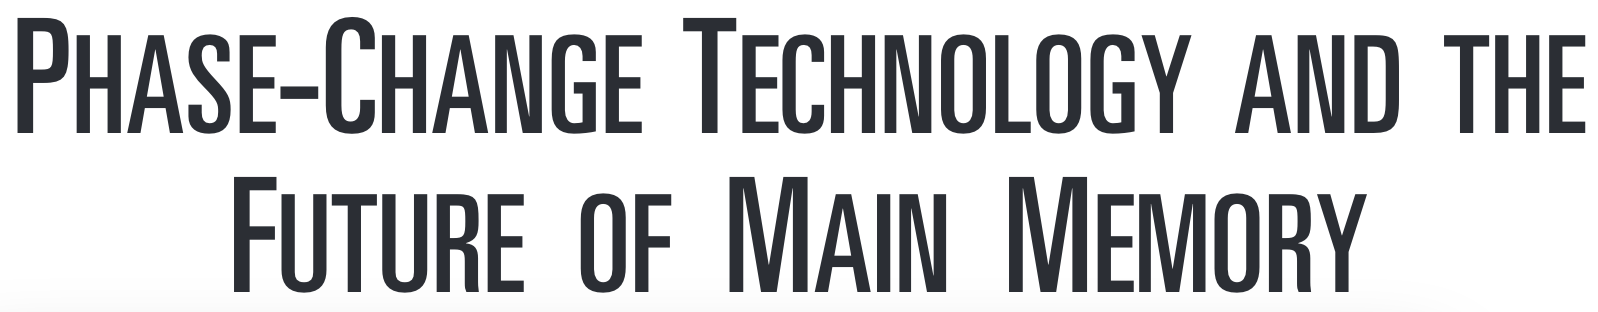 Phase-Change Technology and the
Future of Main Memory